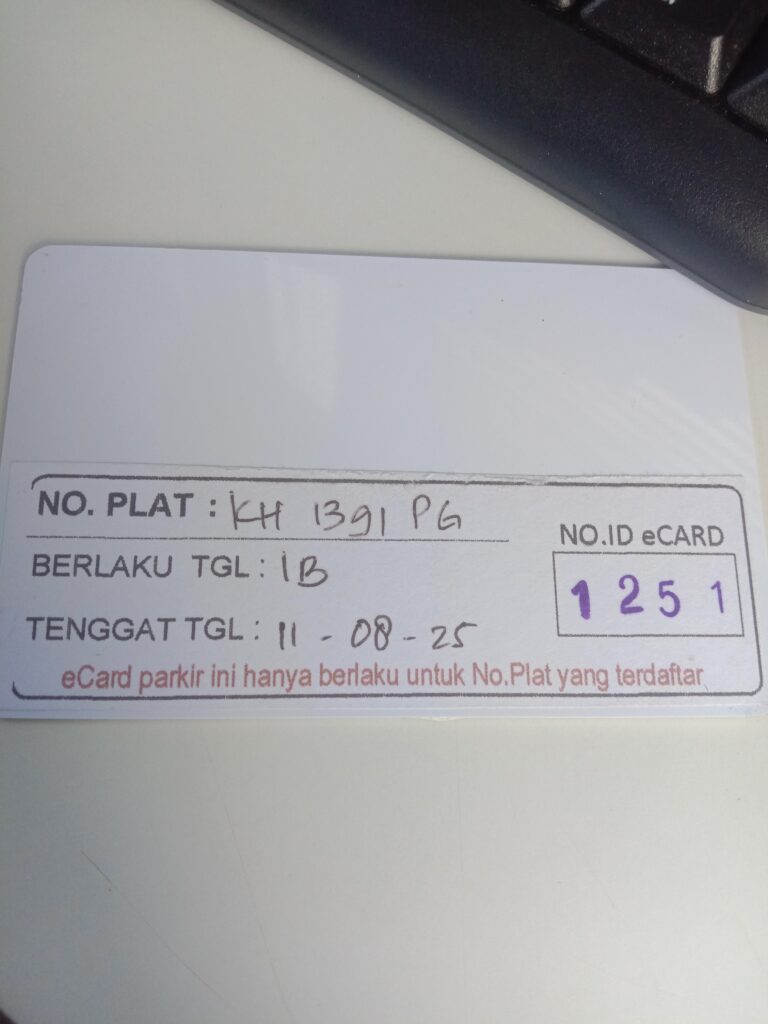 NO. PLAT : KH 1391 PG
NO.ID eCARD
BERLAKU TGL : 1B
1251
TENGGAT TGL : 11 - 08 - 25
eCard parkir ini hanya berlaku untuk No.Plat yang terdaftar